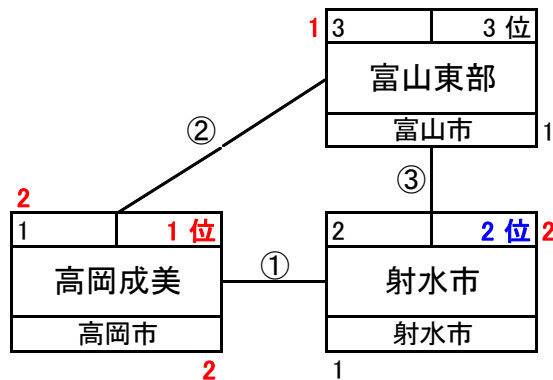 1 3 3 位
富山東部
富山市 1
②
③
2
1 1 位
高岡成美
高岡市
2
①
2 2 位 2
射水市
射水市
1